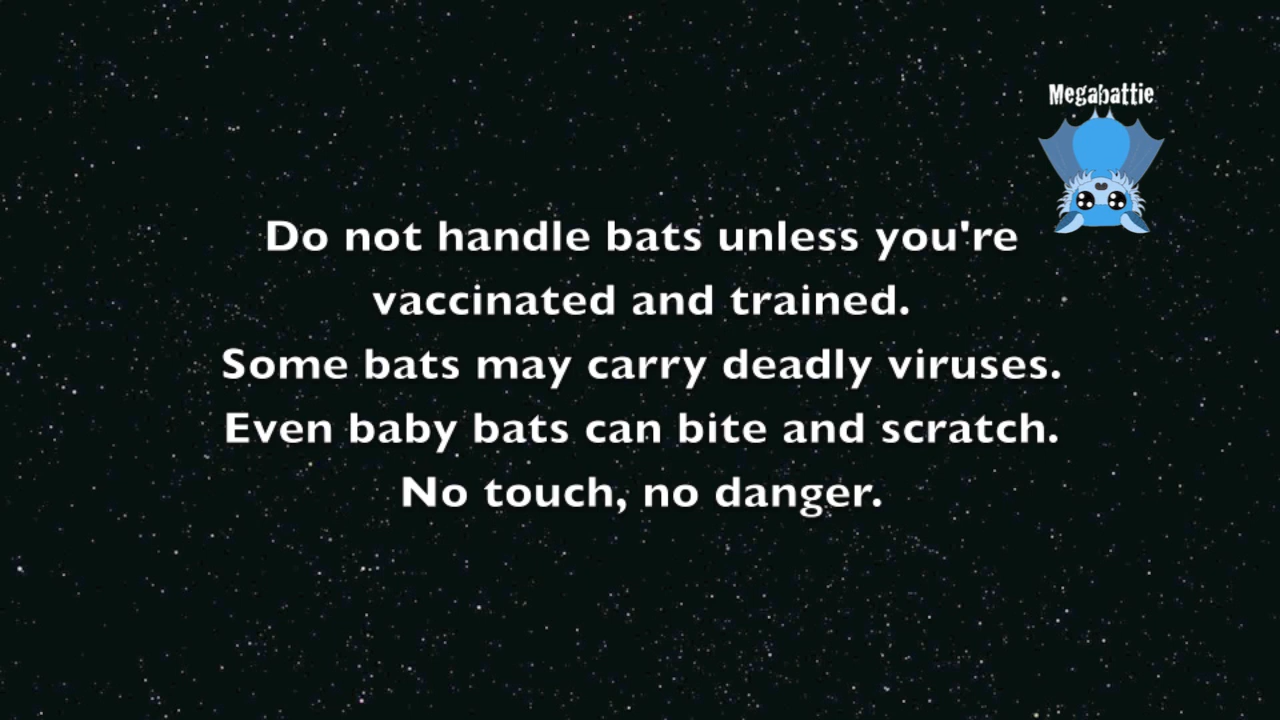 Megabattie
Do not handle bats unless you're
vaccinated and trained.
Some bats may carry deadly viruses.
Even baby bats can bite and scratch.
No touch, no danger.